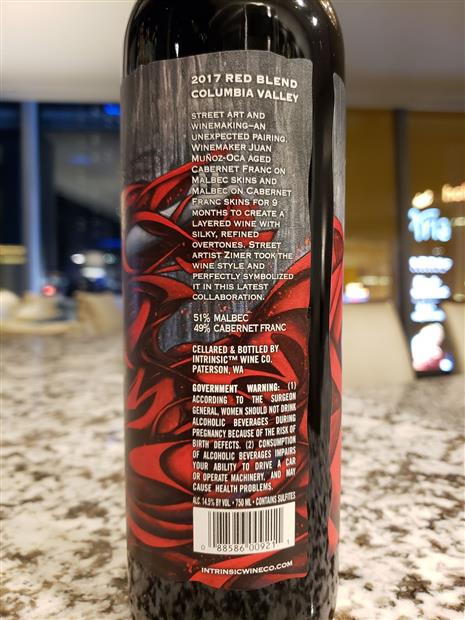 2017 RED BLEND
COLUMBIA VALLEY
STREET ART AND
WINEMAKING—AN
UNEXPECTED PAIRING.
WINEMAKER JUAN
MUÑOZ-OCA AGED
CABERNET FRANC ON
MALBEC SKINS AND
MALBEC ON CABERNET
FRANC SKINS FOR 9
MONTHS TO CREATE A
LAYERED WINE WITH
SILKY, REFINED
OVERTONES. STREET
ARTIST ZIMER TOOK THE
WINE STYLE AND
PERFECTLY SYMBOLIZED
IT IN THIS LATEST
COLLABORATION.
51% MALBEC
49% CABERNET FRANC
CELLARED & BOTTLED BY
INTRINSIC™ WINE CO.
PATERSON, WA
GOVERNMENT WARNING: (1)
ACCORDING TO THE SURGEON
GENERAL, WOMEN SHOULD NOT DRINK
ALCOHOLIC BEVERAGES DURING
PREGNANCY BECAUSE OF THE RISK OF
BIRTH DEFECTS. (2) CONSUMPTION
OF ALCOHOLIC BEVERAGES IMPAIRS
YOUR ABILITY TO DRIVE A CAR
OR OPERATE MACHINERY, AND MAY
CAUSE HEALTH PROBLEMS.
ALC. 14.9% BY VOL. • 750 ML • CONTAINS SULFITES
0 88586 00921 1
INTRINSICWINECO.COM